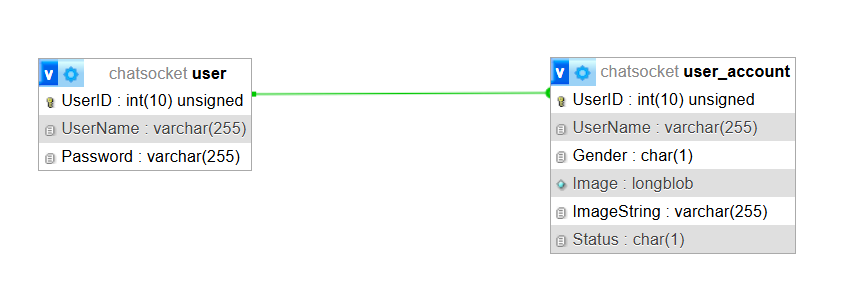 v chatsocket user
UserID : int(10) unsigned
UserName : varchar(255)
Password : varchar(255)
v chatsocket user_account
UserID : int(10) unsigned
UserName : varchar(255)
Gender : char(1)
Image : longblob
ImageString : varchar(255)
Status : char(1)